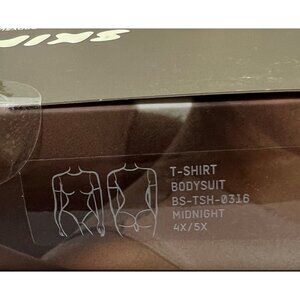 T-SHIRT
BODYSUIT
BS-TSH-0316
MIDNIGHT
4X/5X